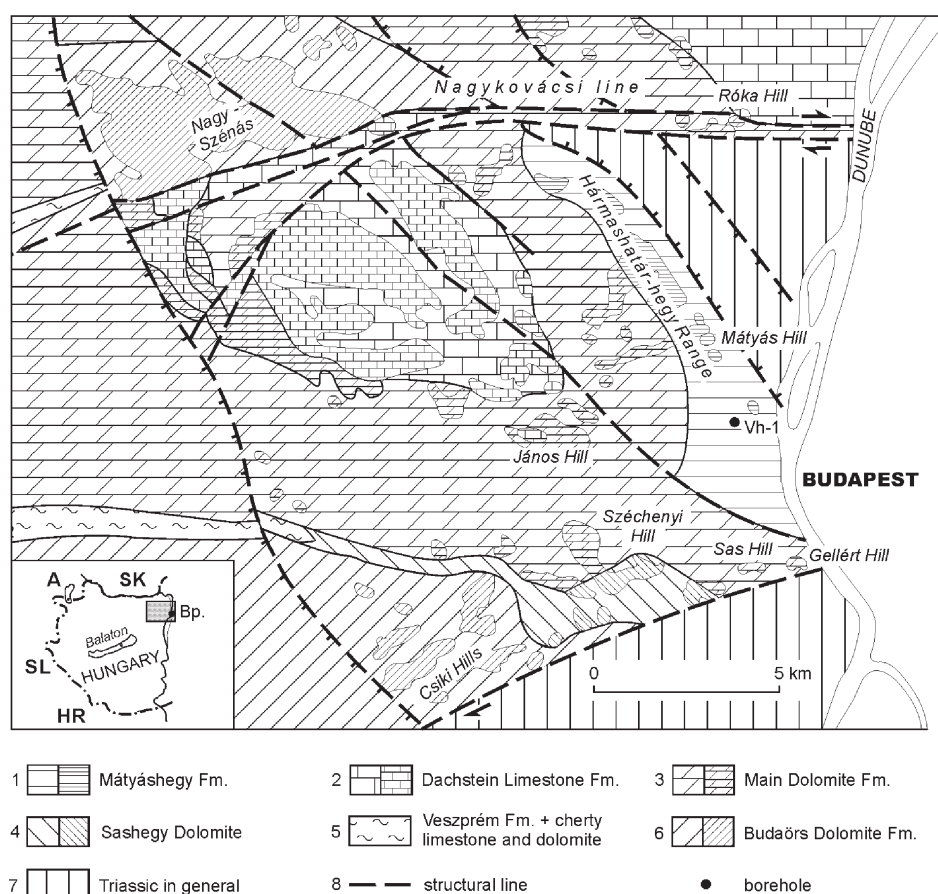 Nagykovácsi line
Róka Hill
Nagy-
Szénás
DUNUBE
Hármashatár-hegy Range
Mátyás Hill
Vh-1
János Hill
BUDAPEST
Széchenyi
Hill
Sas Hill
Gellért Hill
A
SK
Bp.
Balaton
SL
HUNGARY
HR
Csiki Hills
0 5 km
1 Mátyáshegy Fm.
2 Dachstein Limestone Fm.
3 Main Dolomite Fm.
4 Sashegy Dolomite
5 Veszprém Fm. + cherty
limestone and dolomite
6 Budaörs Dolomite Fm.
7 Triassic in general
8 structural line
borehole